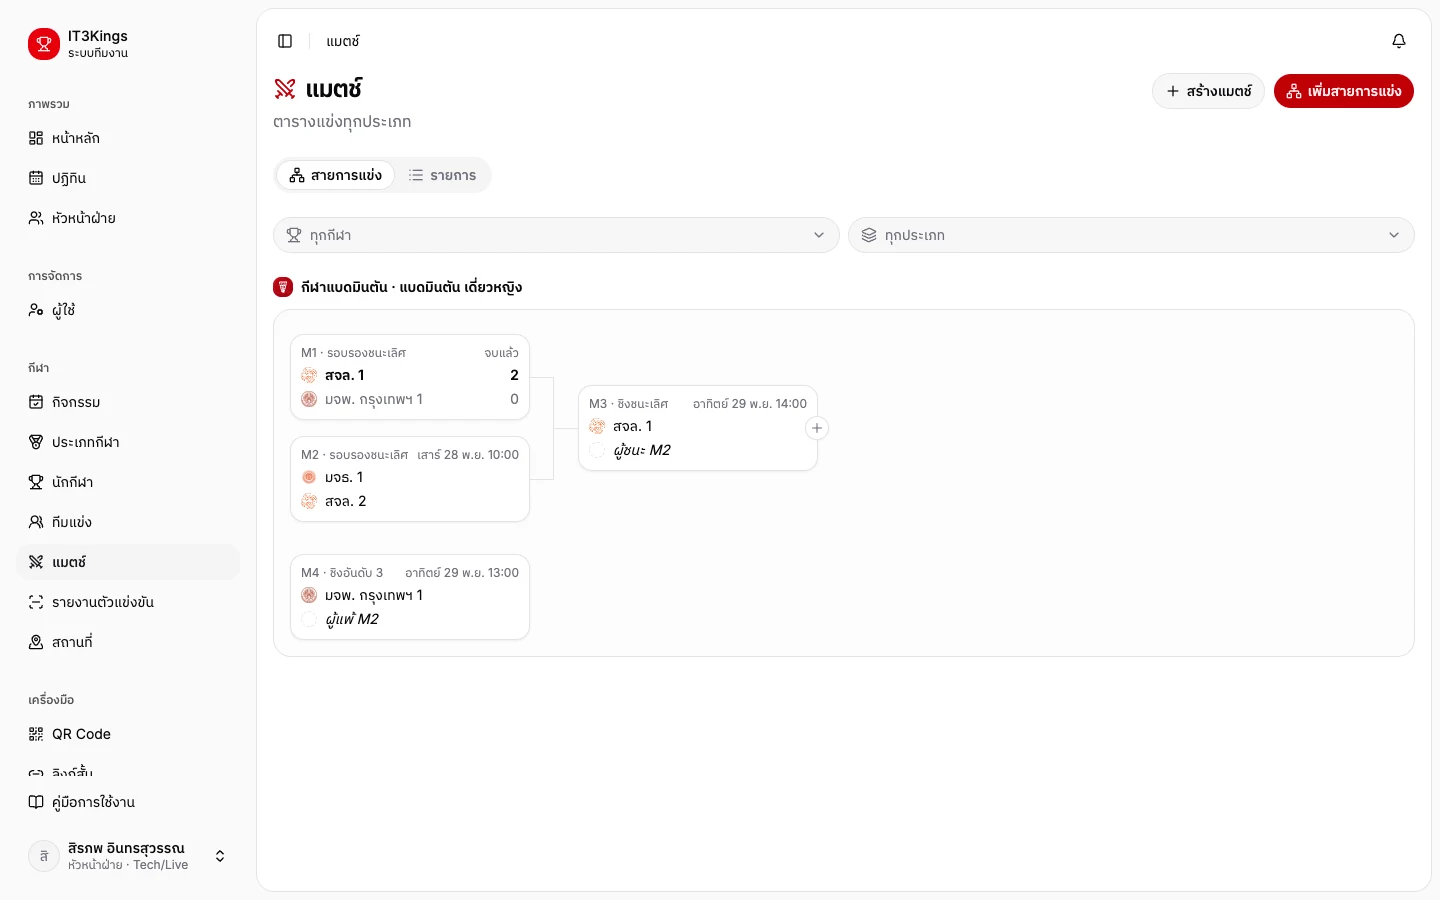 IT3Kings
ระบบทีมงาน
ภาพรวม
หน้าหลัก
ปฏิทิน
หัวหน้าฝ่าย
การจัดการ
ผู้ใช้
กีฬา
กิจกรรม
ประเภทกีฬา
นักกีฬา
ทีมแข่ง
แมตช์
รายงานตัวแข่งขัน
สถานที่
เครื่องมือ
QR Code
ลิงก์สั้น
คู่มือการใช้งาน
สิ
สิรภพ อินทรสุวรรณ
หัวหน้าฝ่าย · Tech/Live
แมตช์
แมตช์
ตารางแข่งทุกประเภท
สร้างแมตช์
เพิ่มสายการแข่ง
สายการแข่ง
รายการ
ทุกกีฬา
ทุกประเภท
กีฬาแบดมินตัน · แบดมินตัน เดี่ยวหญิง
M1 · รอบรองชนะเลิศ จบแล้ว
สจล. 1 2
มจพ. กรุงเทพฯ 1 0
M2 · รอบรองชนะเลิศ เสาร์ 28 พ.ย. 10:00
มจธ. 1
สจล. 2
M3 · ชิงชนะเลิศ อาทิตย์ 29 พ.ย. 14:00
สจล. 1
ผู้ชนะ M2
M4 · ชิงอันดับ 3 อาทิตย์ 29 พ.ย. 13:00
มจพ. กรุงเทพฯ 1
ผู้แพ้ M2